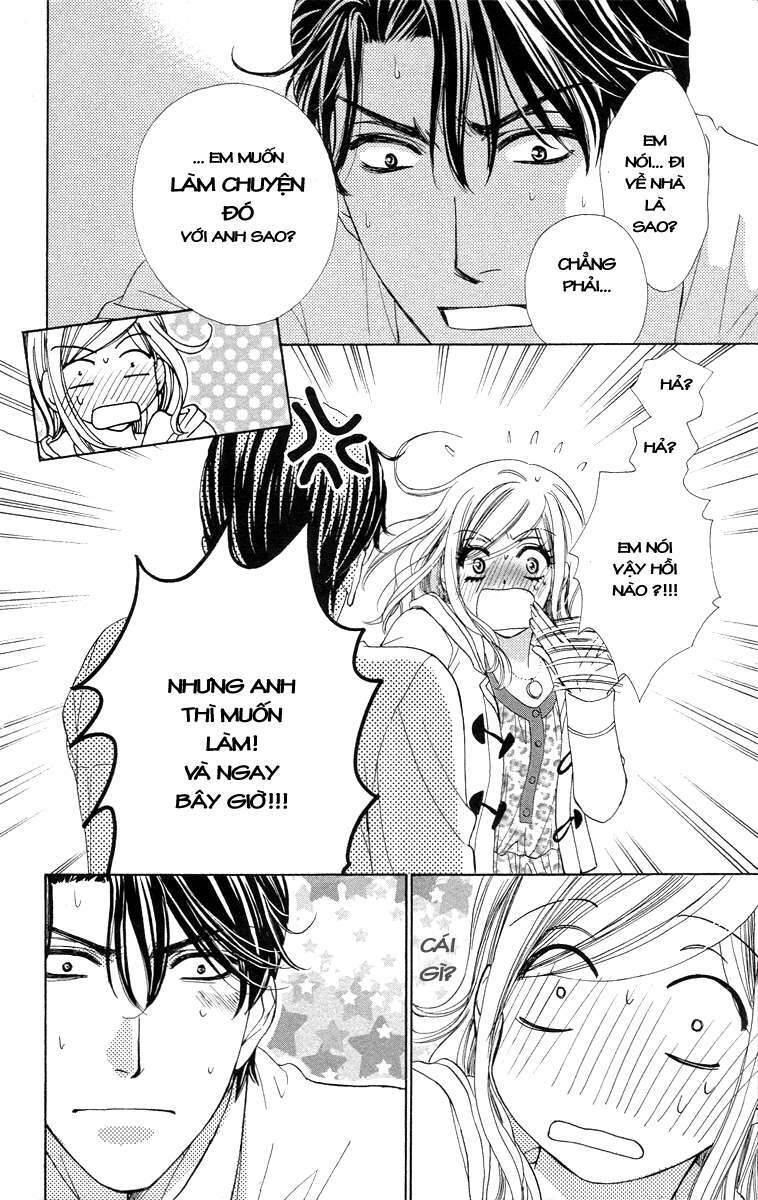 EM
NÓI... ĐI
VỀ NHÀ
LÀ
SAO?
CHẲNG
PHẢI...
... EM MUỐN
LÀM CHUYỆN
ĐÓ
VỚI ANH SAO?
HẢ?
HẢ?
EM NÓI
VẬY HỒI
NÀO ?!!!
NHƯNG ANH
THÌ MUỐN
LÀM!
VÀ NGAY
BÂY GIỜ!!!
CÁI
GÌ?